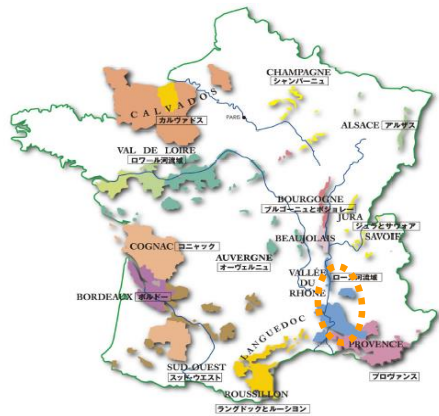 CHAMPAGNE
シャンパーニュ
CALVADOS
カルヴァドス
PARIS
ALSACE アルザス
VAL DE LOIRE
ロワール河流域
BOURGOGNE
ブルゴーニュとボジョレー
JURA
ジュラとサヴォア
SAVOIE
BEAUJOLAIS
COGNAC コニャック
AUVERGNE
オーヴェルニュ
VALLÉE
DU
RHÔNE
ローヌ河流域
BORDEAUX ボルドー
LANGUEDOC
PROVENCE
プロヴァンス
SUD-OUEST
スッド・ウエスト
ROUSSILLON
ラングドックとルーション